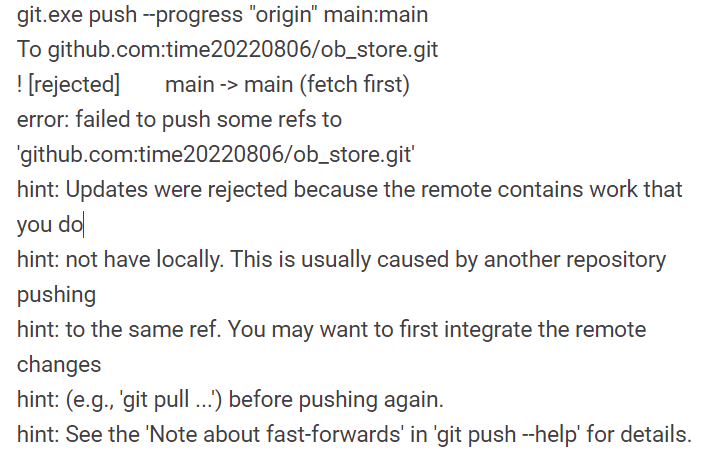 git.exe push --progress "origin" main:main
To github.com:time20220806/ob_store.git
! [rejected]        main -> main (fetch first)
error: failed to push some refs to
'github.com:time20220806/ob_store.git'
hint: Updates were rejected because the remote contains work that
you do
hint: not have locally. This is usually caused by another repository
pushing
hint: to the same ref. You may want to first integrate the remote
changes
hint: (e.g., 'git pull ...') before pushing again.
hint: See the 'Note about fast-forwards' in 'git push --help' for details.